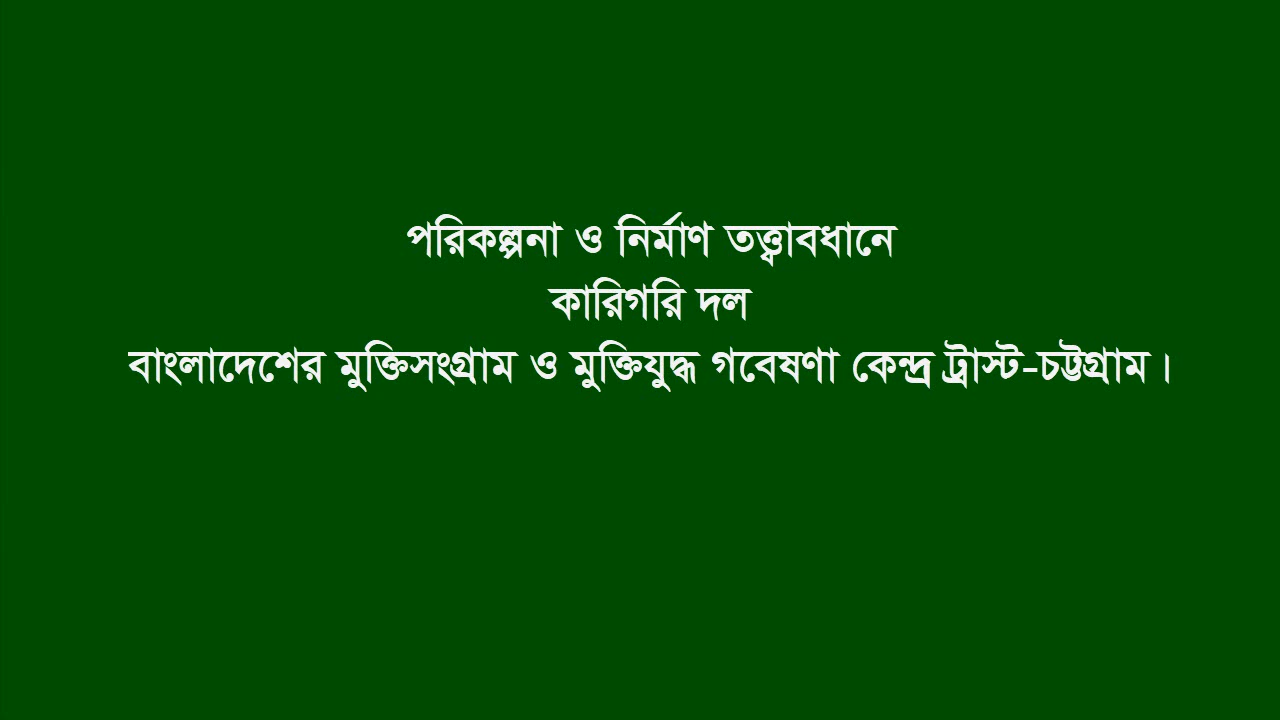 পরিকল্পনা ও নির্মাণ তত্ত্বাবধানে
কারিগরি দল
বাংলাদেশের মুক্তিসংগ্রাম ও মুক্তিযুদ্ধ গবেষণা কেন্দ্র ট্রাস্ট-চট্টগ্রাম।